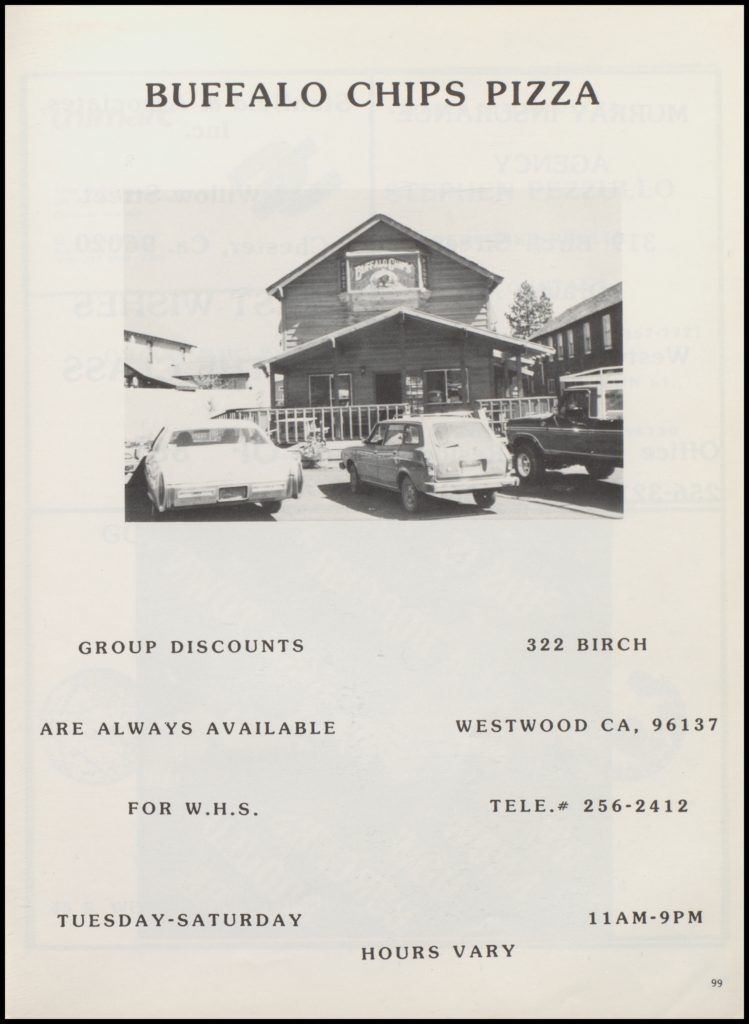 BUFFALO CHIPS PIZZA
BUFFALO CHIPS
GROUP DISCOUNTS
322 BIRCH
ARE ALWAYS AVAILABLE
WESTWOOD CA, 96137
FOR W.H.S.
TELE.# 256-2412
TUESDAY-SATURDAY
11AM-9PM
HOURS VARY
99